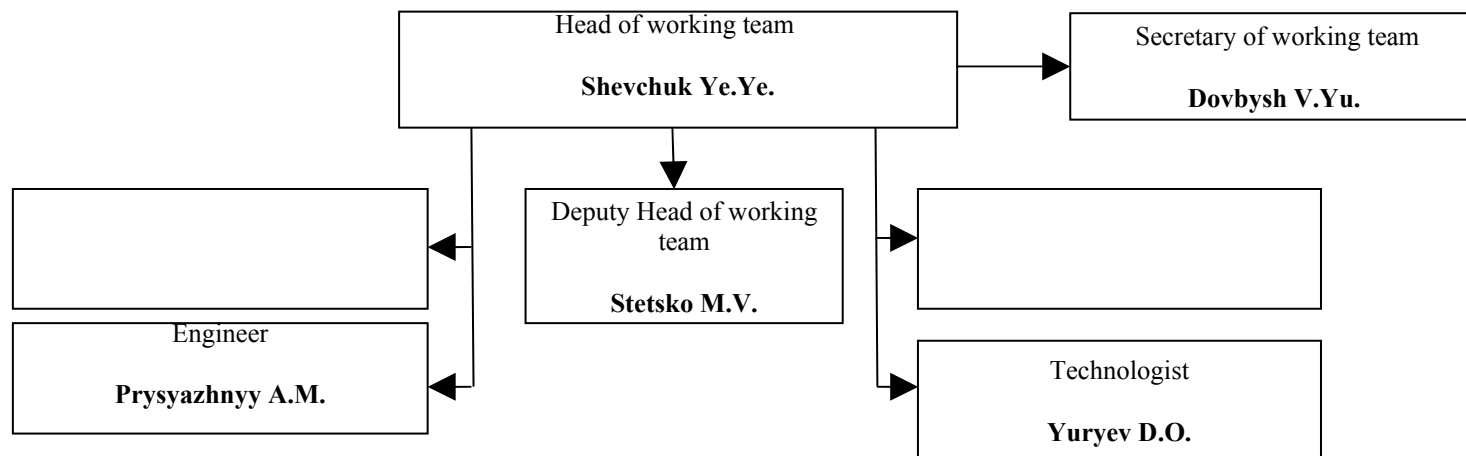 Head of working team
Shevchuk Ye.Ye.
Secretary of working team
Dovbysh V.Yu.
Deputy Head of working
team
Stetsko M.V.
Engineer
Prysyazhnyy A.M.
Technologist
Yuryev D.O.